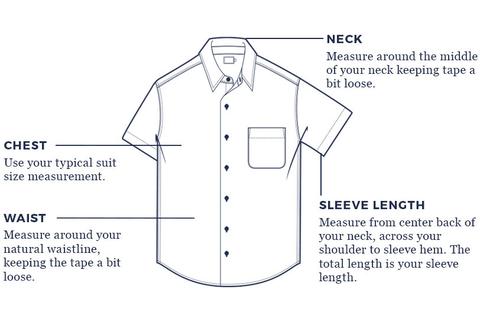 NECK
Measure around the middle
of your neck keeping tape a
bit loose.
CHEST
Use your typical suit
size measurement.
SLEEVE LENGTH
Measure from center back of
your neck, across your
shoulder to sleeve hem. The
total length is your sleeve
length.
WAIST
Measure around your
natural waistline,
keeping the tape a bit
loose.